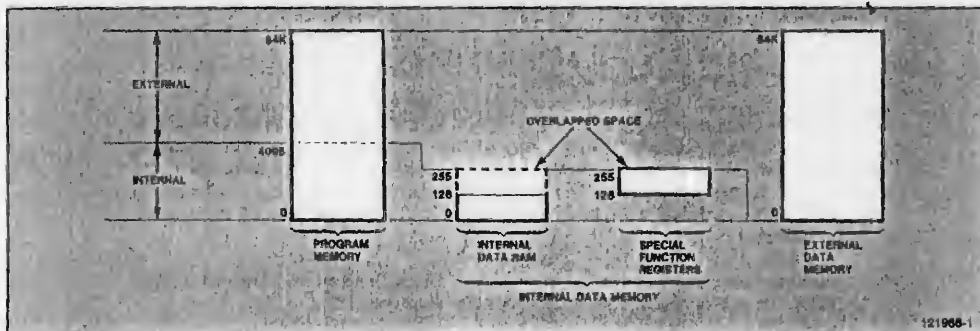 64K
64K
EXTERNAL
OVERLAPPED SPACE
4095
INTERNAL
255
255
128
128
0
0
0
PROGRAM
MEMORY
INTERNAL
DATA RAM
SPECIAL
FUNCTION
REGISTERS
EXTERNAL
DATA
MEMORY
INTERNAL DATA MEMORY
121966-1